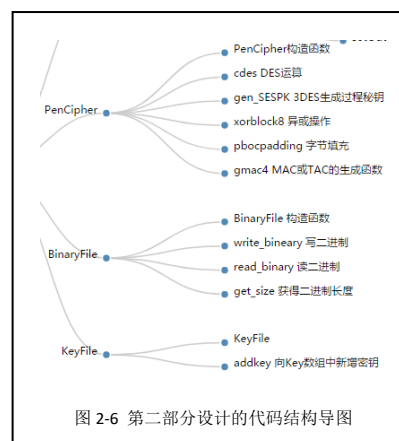 PenCipher构造函数
cdes DES运算
gen_SESPK 3DES生成过程秘钥
PenCipher
xorblock8 异或操作
pbocpadding 字节填充
gmac4 MAC或TAC的生成函数
BinaryFile 构造函数
write_bineary 写二进制
BinaryFile
read_binary 读二进制
get_size 获得二进制长度
KeyFile
KeyFile
addkey 向Key数组中新增密钥
图 2-6 第二部分设计的代码结构导图